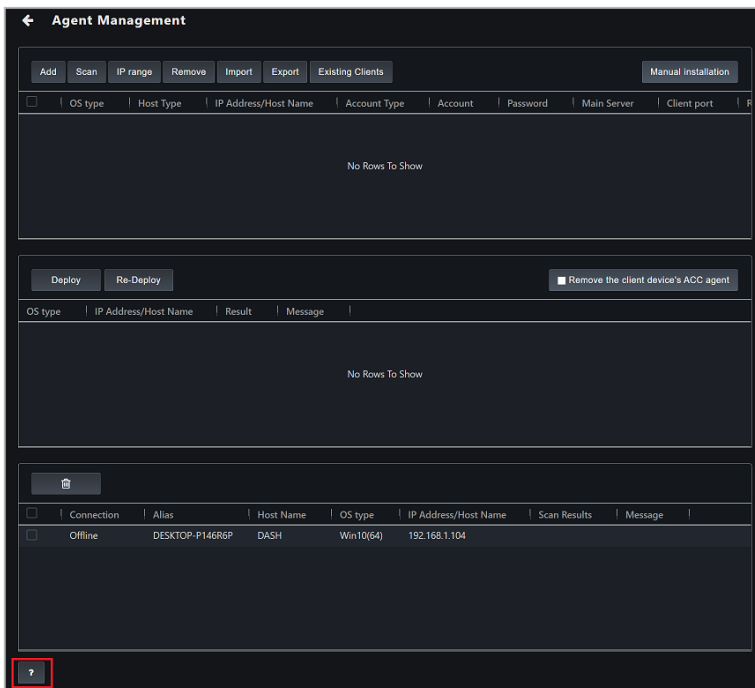 Agent Management
Add Scan IP range Remove Import Export Existing Clients Manual installation
OS type Host Type IP Address/Host Name Account Type Account Password Main Server Client port R
No Rows To Show
Deploy Re-Deploy Remove the client device's ACC agent
OS type IP Address/Host Name Result Message
No Rows To Show
Connection Alias Host Name OS type IP Address/Host Name Scan Results Message
Offline DESKTOP-P146R6P DASH Win10(64) 192.168.1.104
?